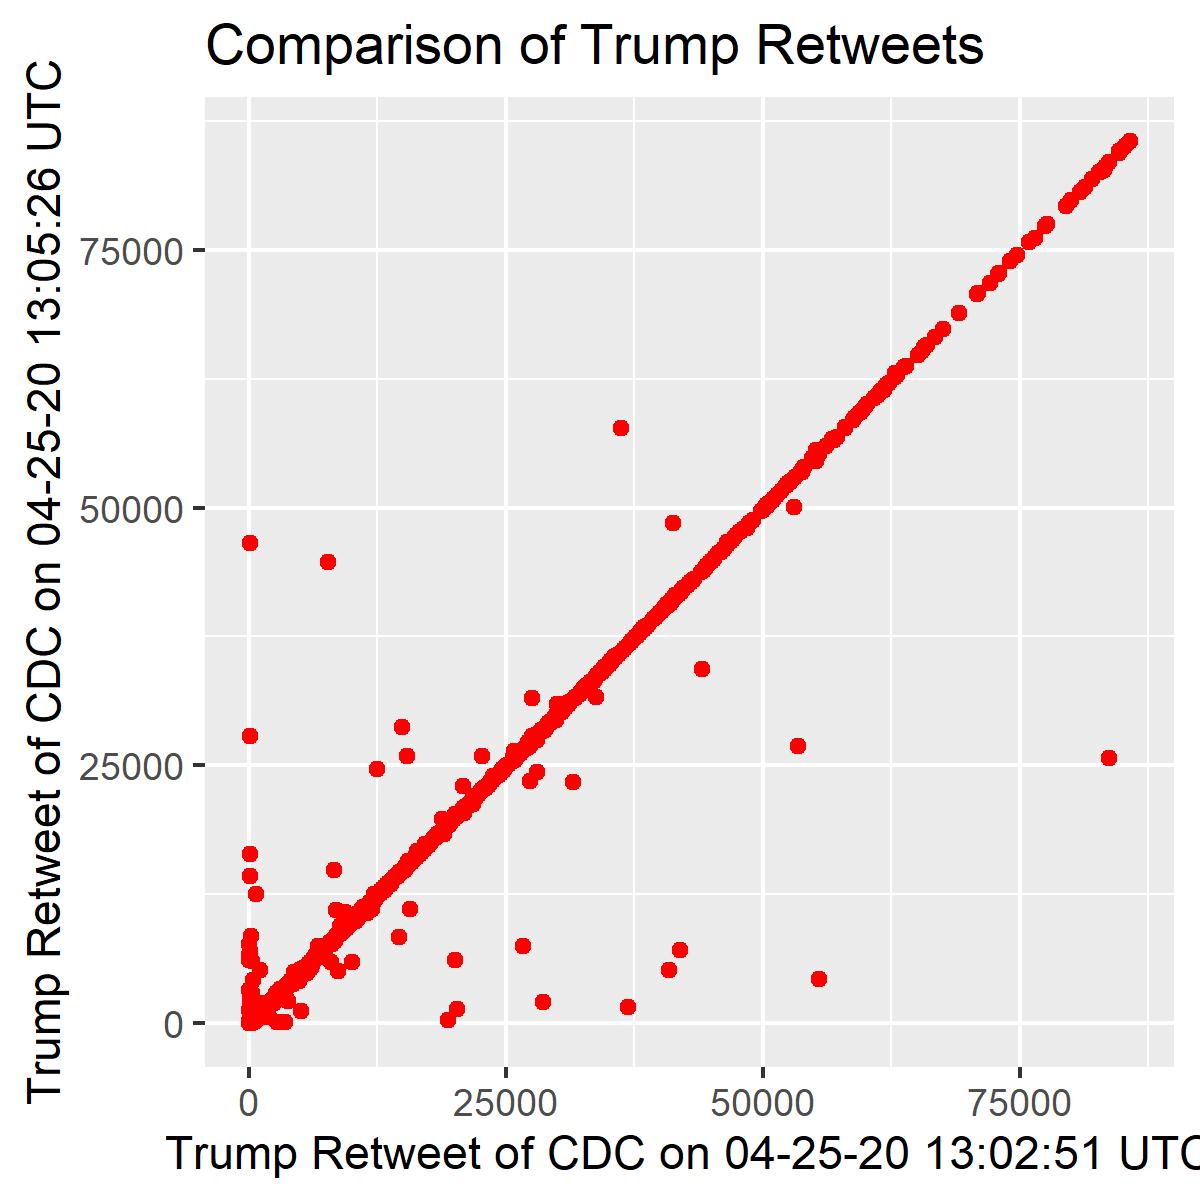 Comparison of Trump Retweets
Trump Retweet of CDC on 04-25-20 13:05:26 UTC
75000
50000
25000
0
0
25000
50000
75000
Trump Retweet of CDC on 04-25-20 13:02:51 UTC